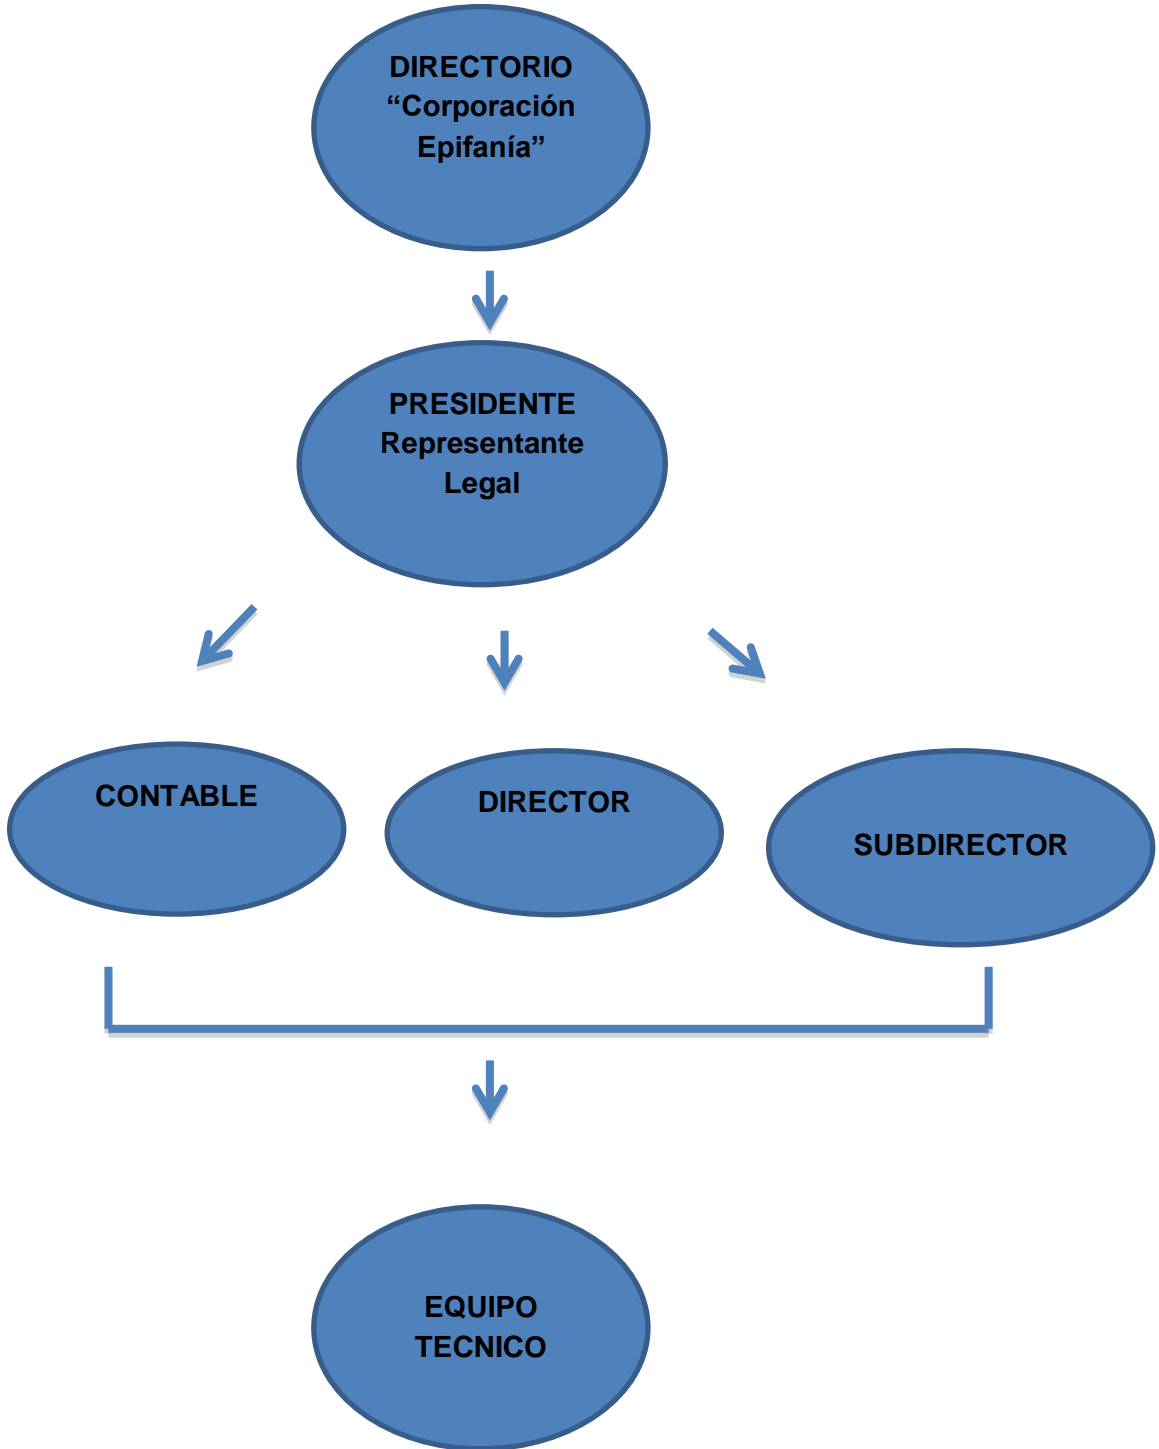 DIRECTORIO
“Corporación
Epifanía”
PRESIDENTE
Representante
Legal
CONTABLE
DIRECTOR
SUBDIRECTOR
EQUIPO
TECNICO